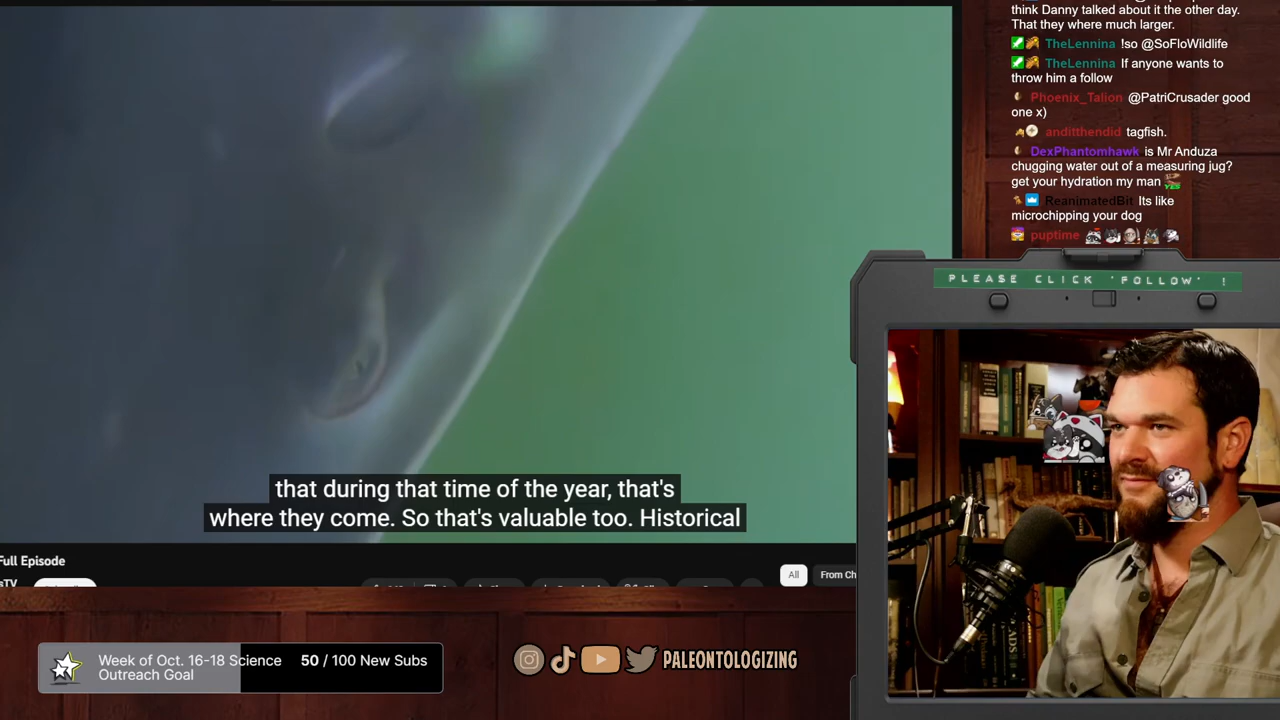 think Danny talked about it the other day.
That they where much larger.
TheLennina !so @SoFloWildlife
TheLennina If anyone wants to
throw him a follow
Phoenix_Talion @PatriCrusader good
one x)
anditthendid tagfish.
DexPhantomhawk is Mr Anduza
chugging water out of a measuring jug?
get your hydration my man YES
ReanimatedBit Its like
microchipping your dog
puptime
PLEASE CLICK "FOLLOW" !
that during that time of the year, that's
where they come. So that's valuable too. Historical
Full Episode
All
From Ch
Week of Oct. 16-18 Science
Outreach Goal
50 / 100 New Subs
PALEONTOLOGIZING